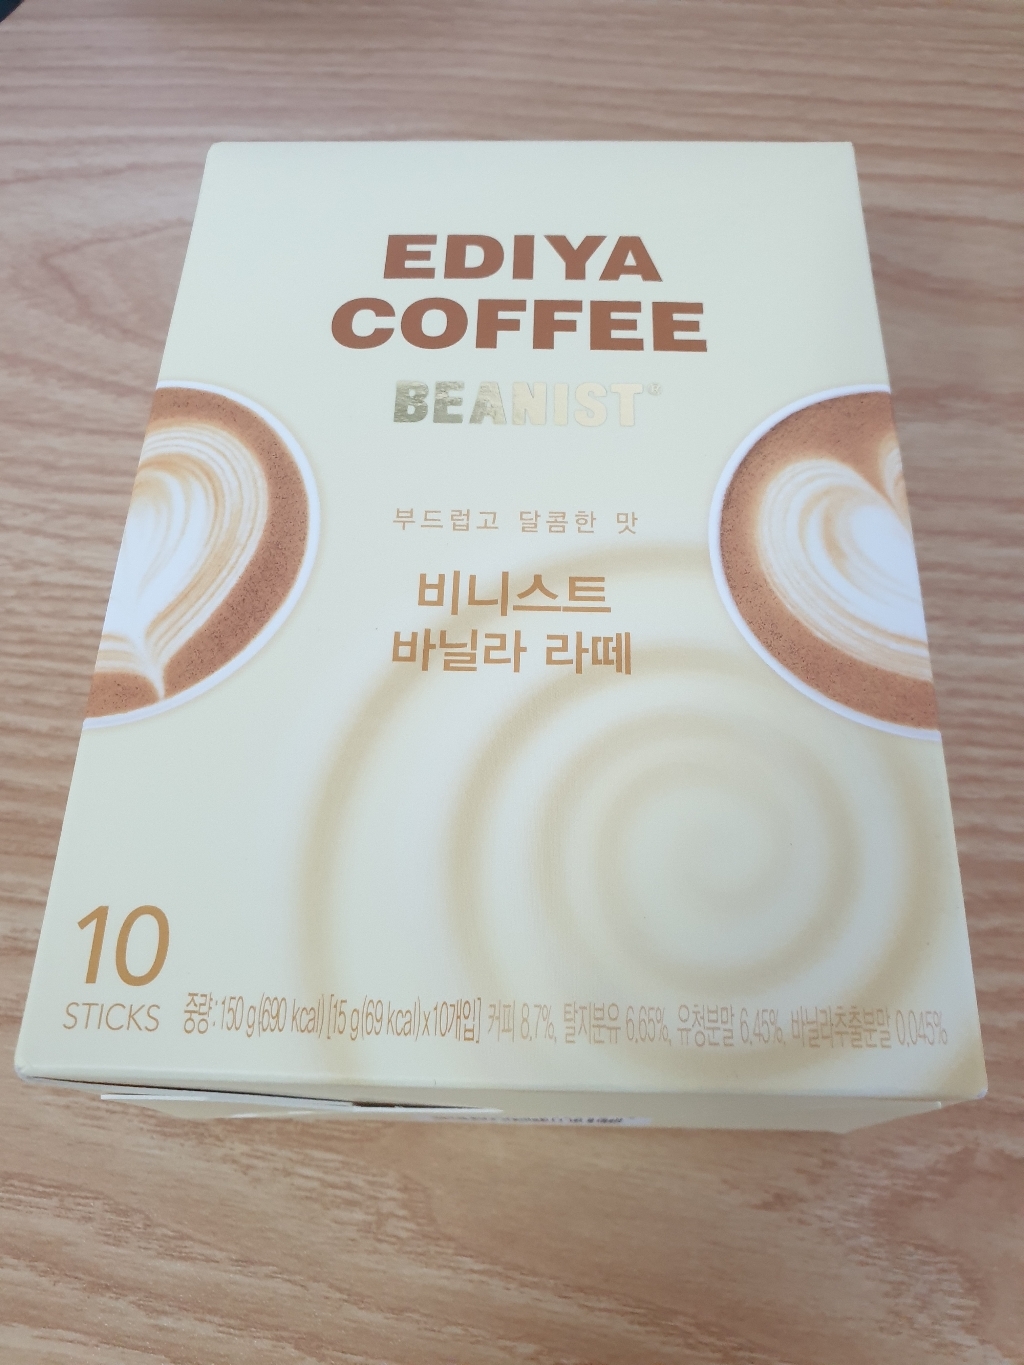 EDIYA
COFFEE
BEANIST®
부드럽고 달콤한 맛
비니스트
바닐라 라떼
10
STICKS
중량:150 g(690 kcal) [15 g(69 kcal)x10개입] 커피 8.7%, 탈지분유 6.65%, 유청분말 6.45%, 바닐라추출분말 0.045%